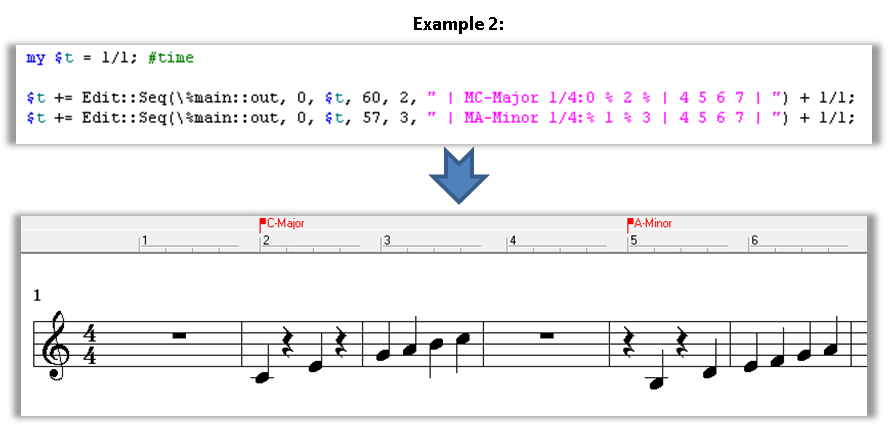 Example 2:
my $t = 1/1; #time
$t += Edit::Seq(\%main::out, 0, $t, 60, 2, " | MC-Major 1/4:0 % 2 % | 4 5 6 7 | ") + 1/1;
$t += Edit::Seq(\%main::out, 0, $t, 57, 3, " | MA-Minor 1/4:% 1 % 3 | 4 5 6 7 | ") + 1/1;
C-Major A-Minor
1 2 3 4 5 6
1
4
4